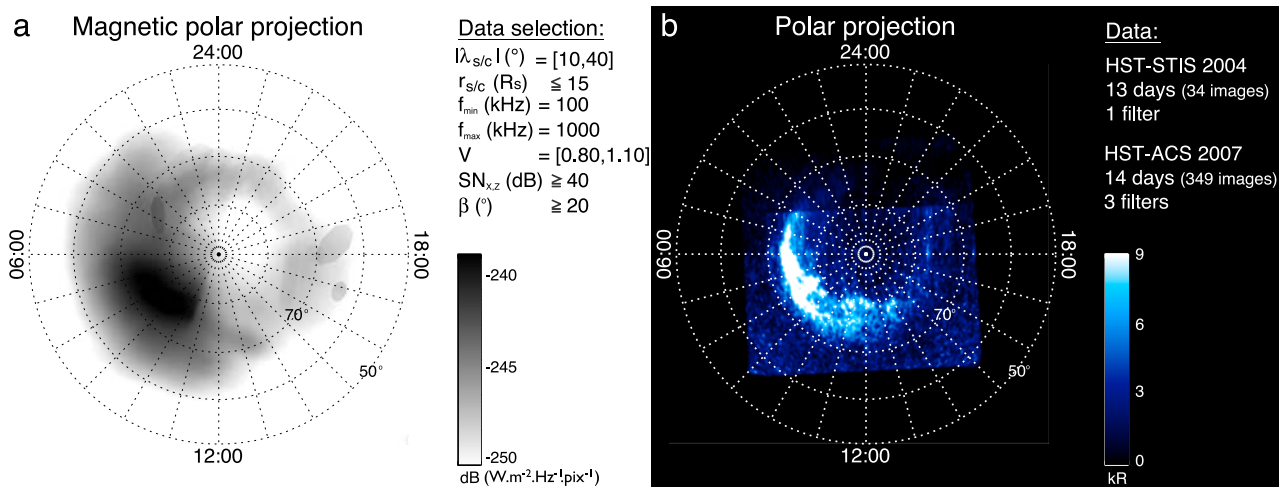 a
Magnetic polar projection
24:00
06:00
18:00
12:00
70°
50°
Data selection:
|λs/c| (°) = [10,40]
rs/c (Rs) ≦ 15
fmin (kHz) = 100
fmax (kHz) = 1000
V = [0.80,1.10]
SNx,z (dB) ≧ 40
β (°) ≧ 20
-240
-245
-250
dB (W.m-2.Hz-1.pix-1)
b
Polar projection
24:00
06:00
18:00
12:00
70°
50°
Data:
HST-STIS 2004
13 days (34 images)
1 filter
HST-ACS 2007
14 days (349 images)
3 filters
9
6
3
0
kR